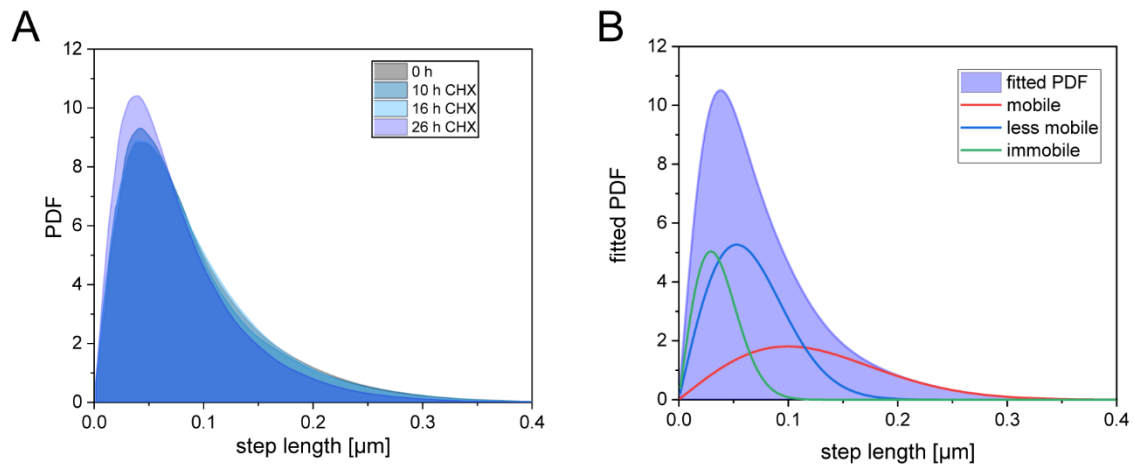 A
PDF
12
10
8
6
4
2
0
0 h
10 h CHX
16 h CHX
26 h CHX
0.0
0.1
0.2
0.3
0.4
step length [µm]
B
fitted PDF
12
10
8
6
4
2
0
fitted PDF
mobile
less mobile
immobile
0.0
0.1
0.2
0.3
0.4
step length [µm]